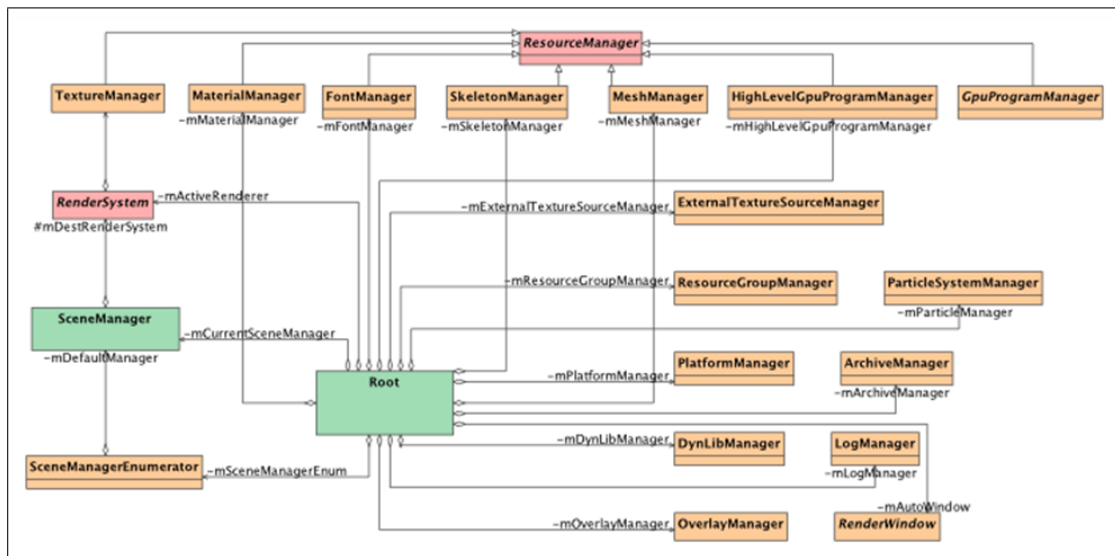 ResourceManager
TextureManager
MaterialManager
-mMaterialManager
FontManager
-mFontManager
SkeletonManager
-mSkeletonManager
MeshManager
-mMeshManager
HighLevelGpuProgramManager
-mHighLevelGpuProgramManager
GpuProgramManager
RenderSystem
#mDestRenderSystem
-mActiveRenderer
-mExternalTextureSourceManager
ExternalTextureSourceManager
-mResourceGroupManager
ResourceGroupManager
ParticleSystemManager
-mParticleManager
SceneManager
-mDefaultManager
-mCurrentSceneManager
Root
-mPlatformManager
PlatformManager
ArchiveManager
-mArchiveManager
-mDynLibManager
DynLibManager
LogManager
-mLogManager
SceneManagerEnumerator
-mSceneManagerEnum
-mAutoWindow
-mOverlayManager
OverlayManager
RenderWindow